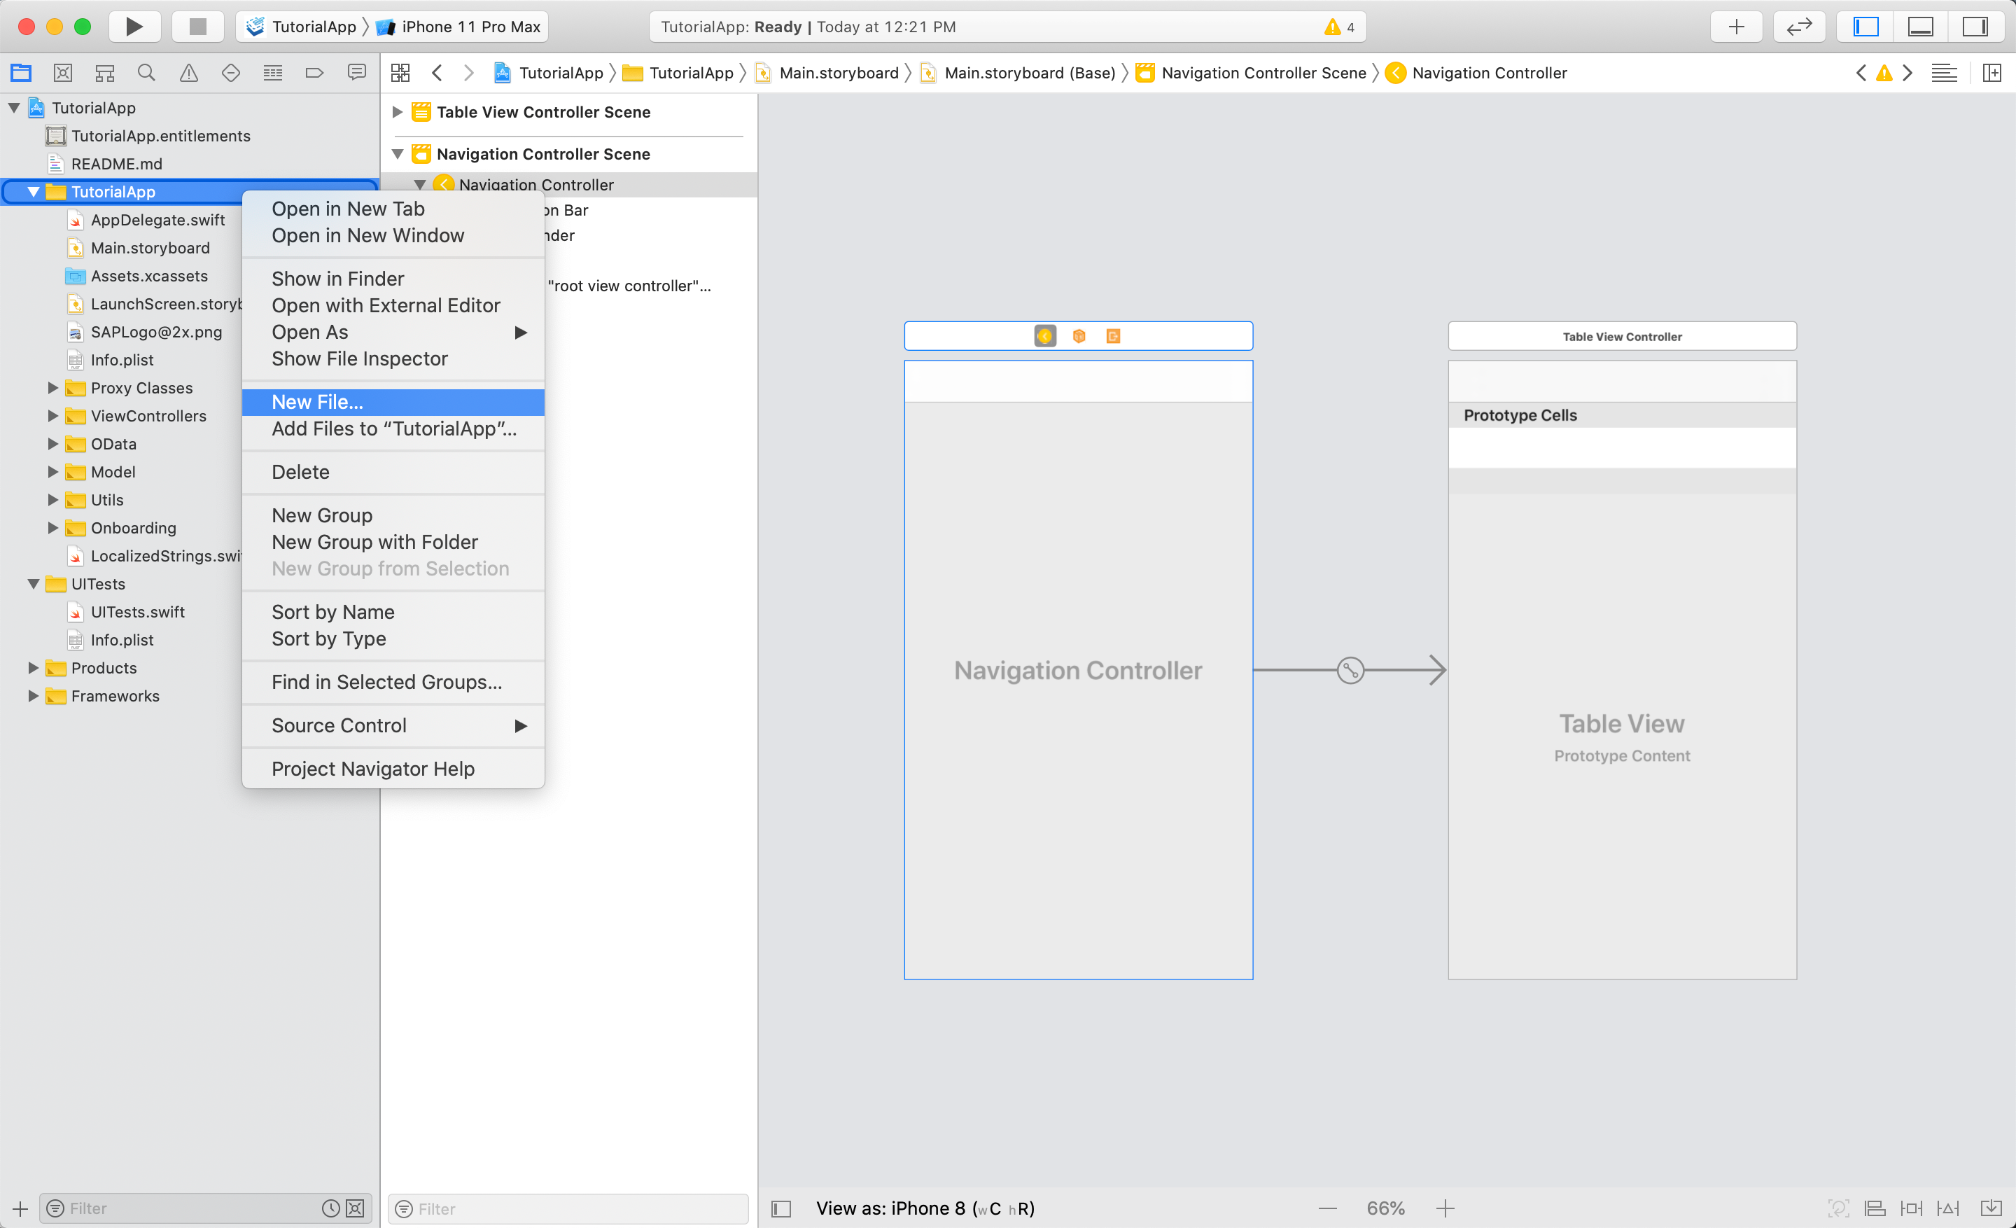 TutorialApp
iPhone 11 Pro Max
TutorialApp: Ready | Today at 12:21 PM
4
TutorialApp
TutorialApp
Main.storyboard
Main.storyboard (Base)
Navigation Controller Scene
Navigation Controller
TutorialApp
TutorialApp.entitlements
README.md
TutorialApp
AppDelegate.swift
Main.storyboard
Assets.xcassets
LaunchScreen.storyb
SAPLogo@2x.png
Info.plist
Proxy Classes
ViewControllers
OData
Model
Utils
Onboarding
LocalizedStrings.swi
UITests
UITests.swift
Info.plist
Products
Frameworks
Filter
Open in New Tab
Open in New Window
Show in Finder
Open with External Editor
Open As
Show File Inspector
New File...
Add Files to “TutorialApp”...
Delete
New Group
New Group with Folder
New Group from Selection
Sort by Name
Sort by Type
Find in Selected Groups...
Source Control
Project Navigator Help
Table View Controller Scene
Navigation Controller Scene
Navigation Controller
on Bar
nder
"root view controller"...
Filter
Navigation Controller
Table View Controller
Prototype Cells
Table View
Prototype Content
View as: iPhone 8 (wC hR)
66%